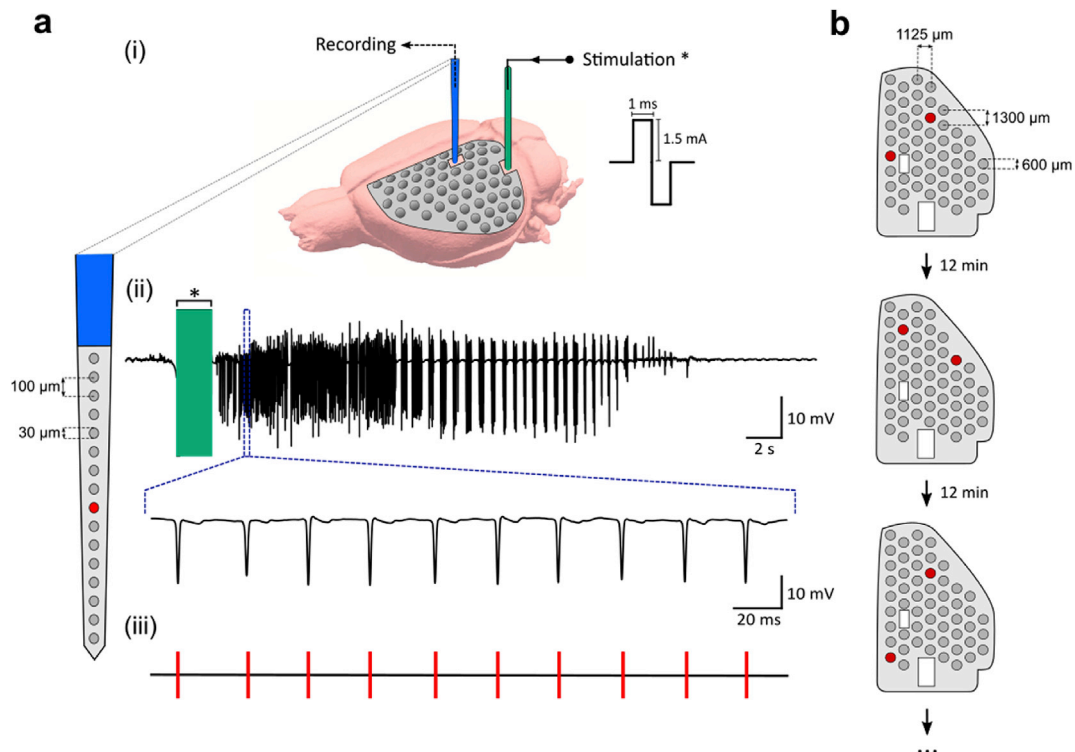 a
(i)
Recording
Stimulation *
1 ms
1.5 mA
(ii)
*
100 µm
30 µm
10 mV
2 s
10 mV
20 ms
(iii)
b
1125 µm
1300 µm
600 µm
12 min
12 min
...